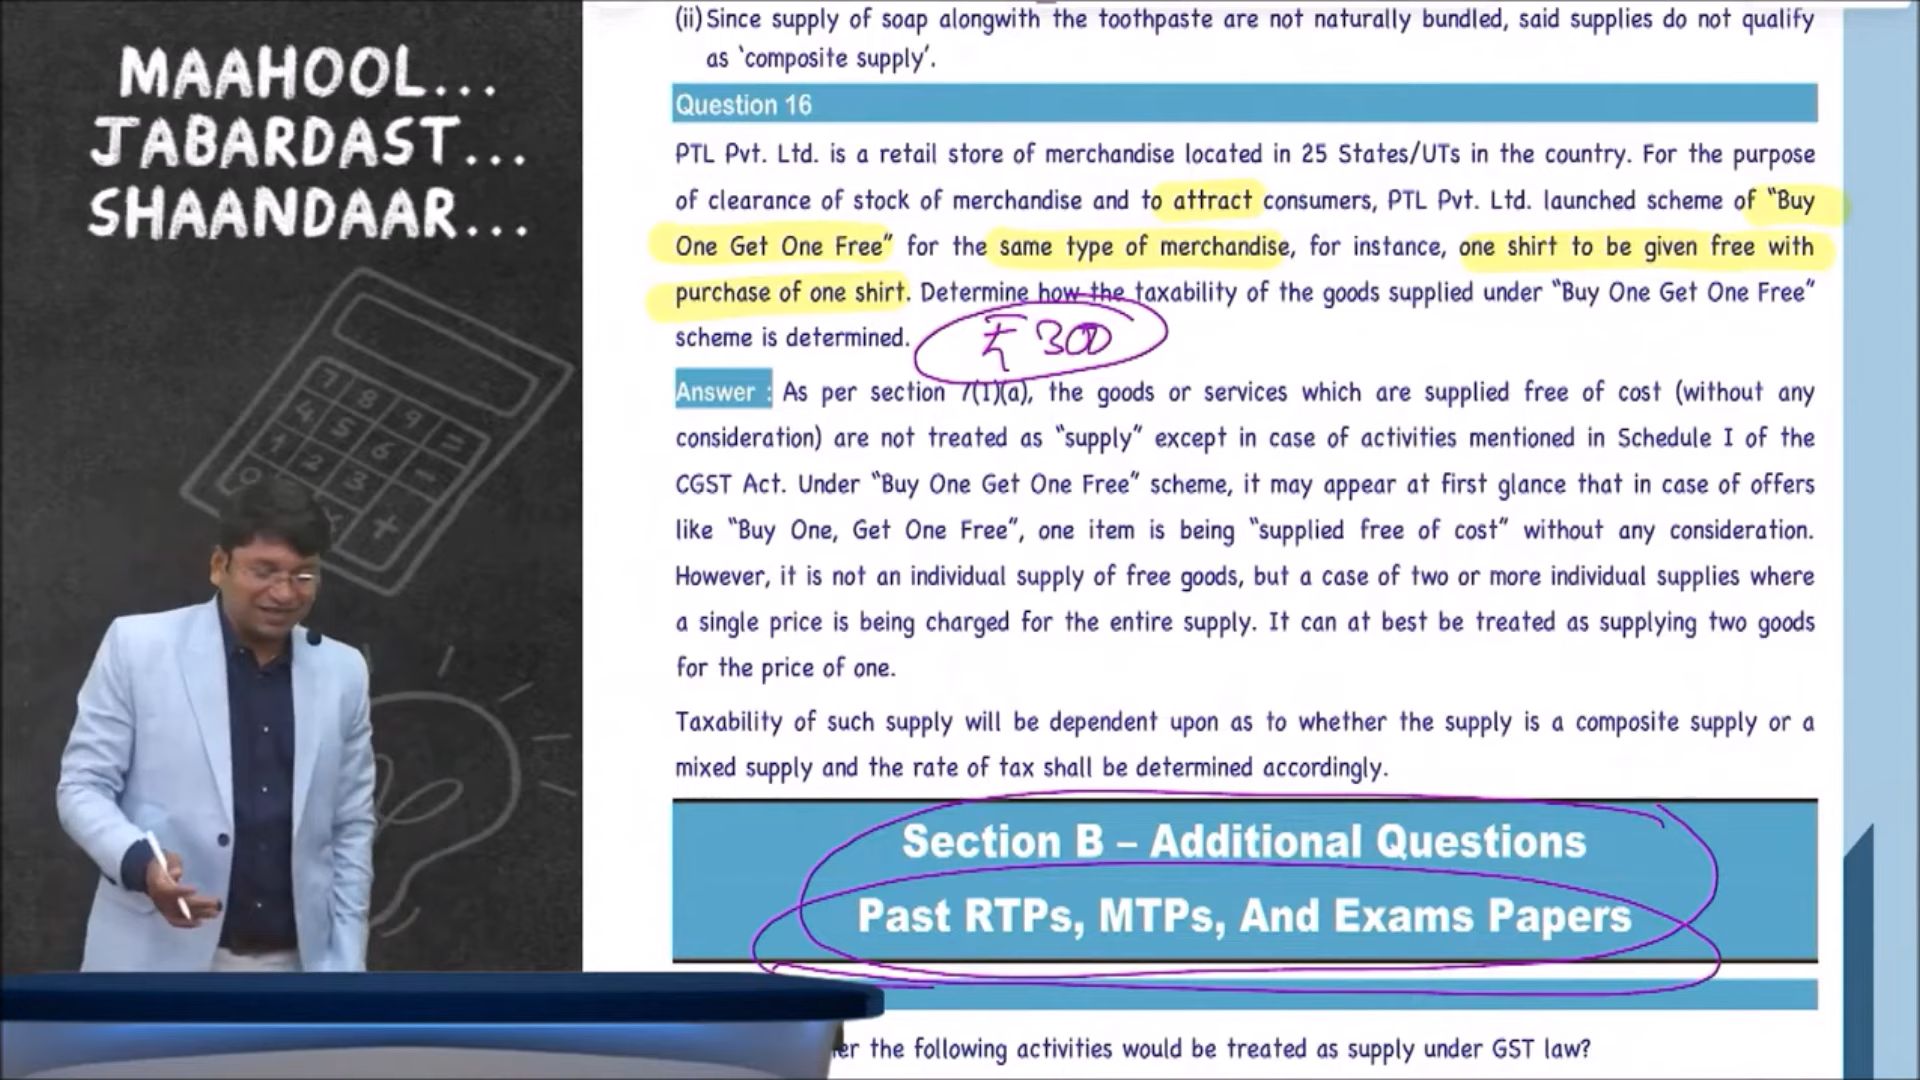 MAAHOOL...
JABARDAST...
SHAANDAAR...
7 8 9 =
4 5 6 -
1 2 3 +
0
(ii) Since supply of soap alongwith the toothpaste are not naturally bundled, said supplies do not qualify
as ‘composite supply’.
Question 16
PTL Pvt. Ltd. is a retail store of merchandise located in 25 States/UTs in the country. For the purpose
of clearance of stock of merchandise and to attract consumers, PTL Pvt. Ltd. launched scheme of “Buy
One Get One Free” for the same type of merchandise, for instance, one shirt to be given free with
purchase of one shirt. Determine how the taxability of the goods supplied under “Buy One Get One Free”
scheme is determined.
₹ 300
Answer : As per section 7(1)(a), the goods or services which are supplied free of cost (without any
consideration) are not treated as “supply” except in case of activities mentioned in Schedule I of the
CGST Act. Under “Buy One Get One Free” scheme, it may appear at first glance that in case of offers
like “Buy One, Get One Free”, one item is being “supplied free of cost” without any consideration.
However, it is not an individual supply of free goods, but a case of two or more individual supplies where
a single price is being charged for the entire supply. It can at best be treated as supplying two goods
for the price of one.
Taxability of such supply will be dependent upon as to whether the supply is a composite supply or a
mixed supply and the rate of tax shall be determined accordingly.
Section B – Additional Questions
Past RTPs, MTPs, And Exams Papers
the following activities would be treated as supply under GST law?